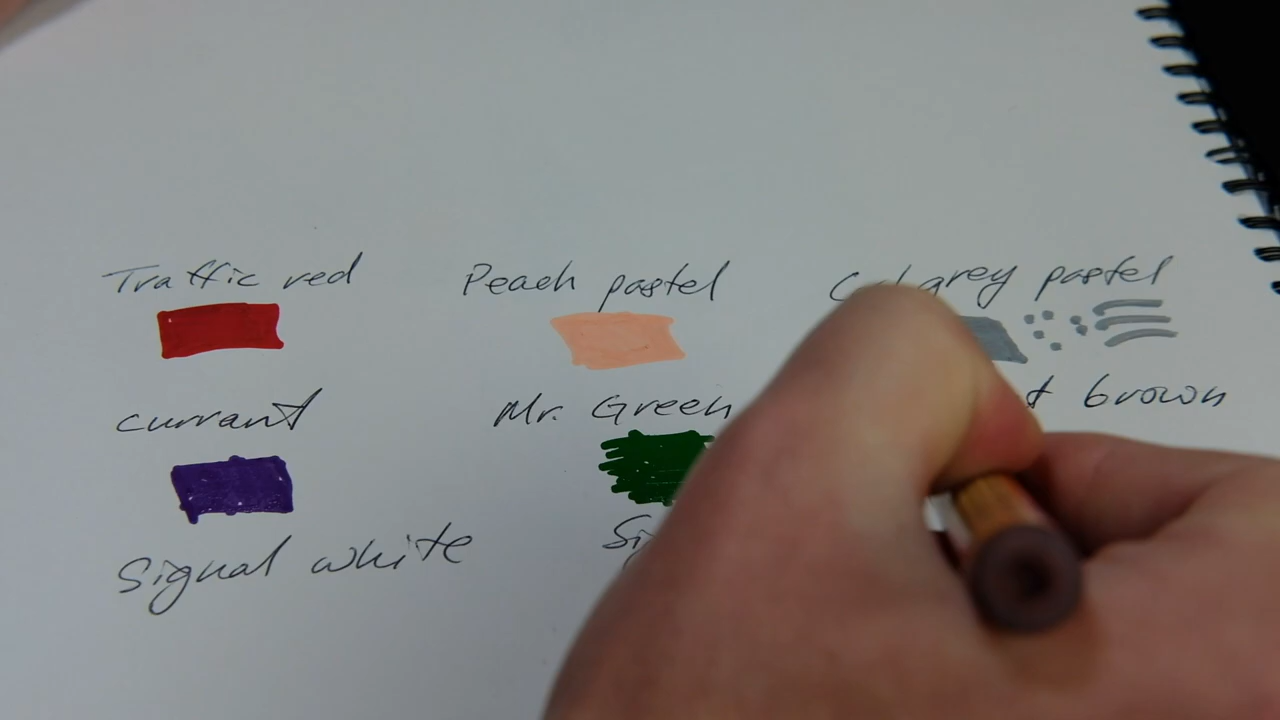 Traffic red Peach pastel grey pastel
currant Mr. Green brown
Signal white